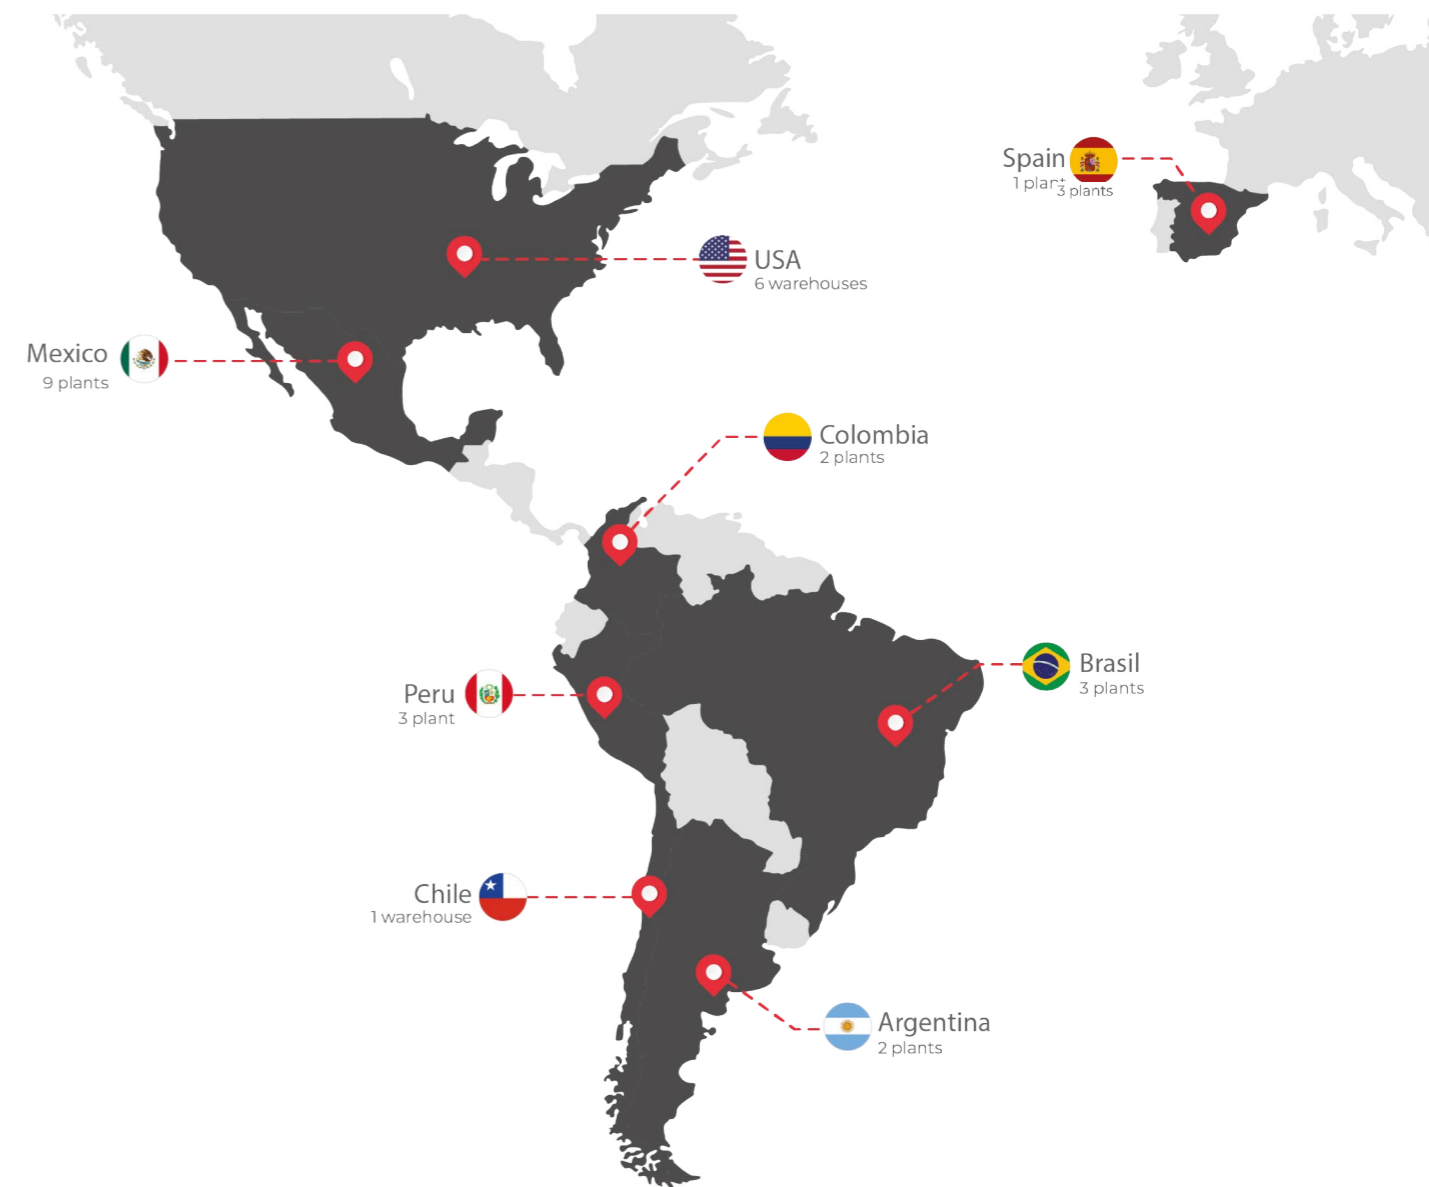 Spain
1 plant
3 plants
USA
6 warehouses
Mexico
9 plants
Colombia
2 plants
Brasil
3 plants
Peru
3 plant
Chile
1 warehouse
Argentina
2 plants